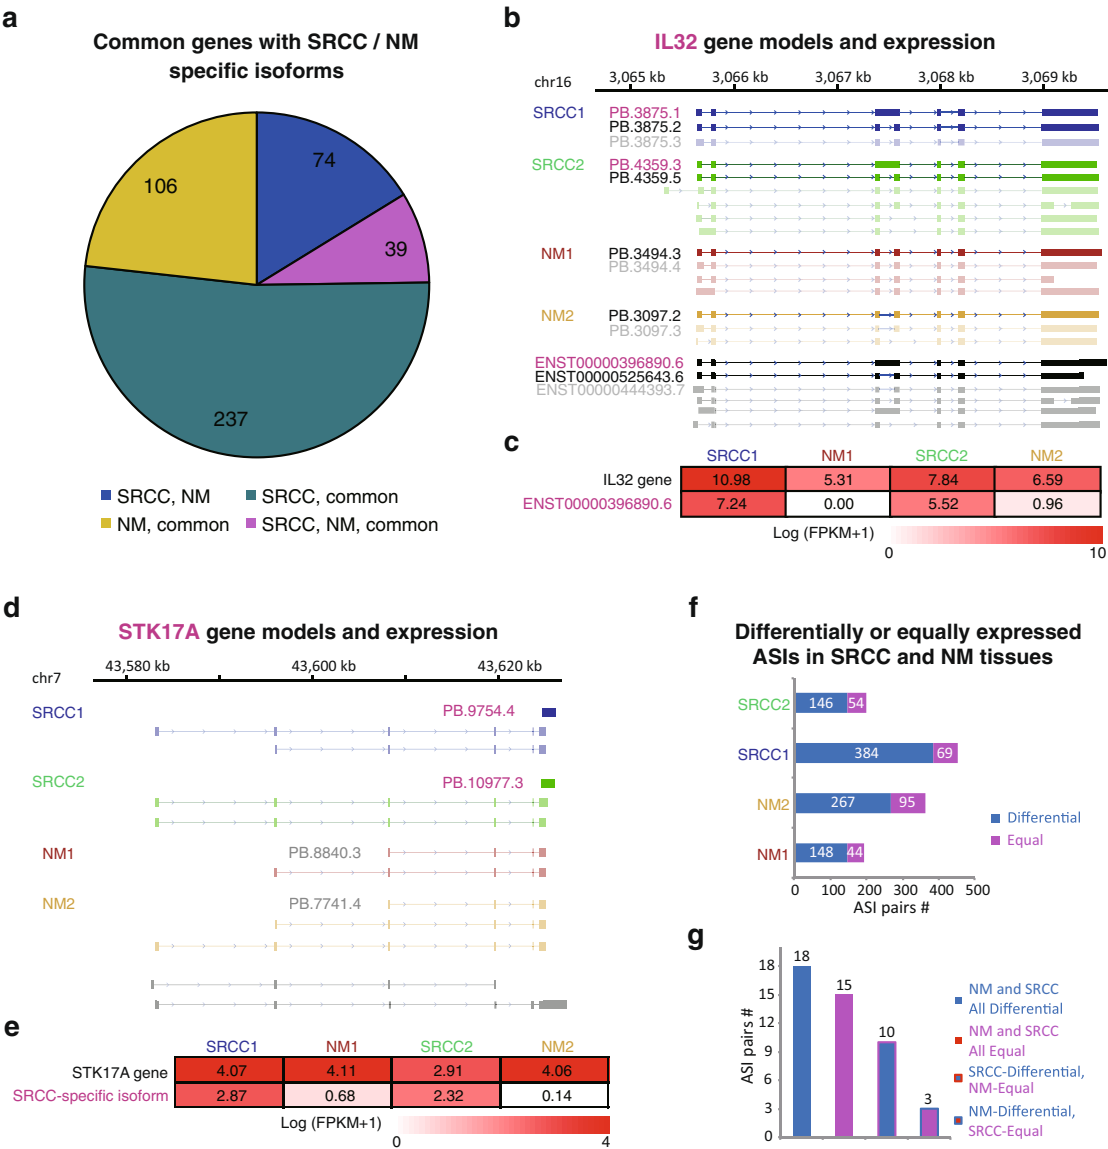 a
Common genes with SRCC / NM
specific isoforms
74
39
237
106
SRCC, NM
SRCC, common
NM, common
SRCC, NM, common
b
IL32 gene models and expression
chr16
3,065 kb
3,066 kb
3,067 kb
3,068 kb
3,069 kb
SRCC1
PB.3875.1
PB.3875.2
PB.3875.3
SRCC2
PB.4359.3
PB.4359.5
NM1
PB.3494.3
PB.3494.4
NM2
PB.3097.2
PB.3097.3
ENST00000396890.6
ENST00000525643.6
ENST00000444393.7
c
SRCC1 NM1 SRCC2 NM2
IL32 gene 10.98 5.31 7.84 6.59
ENST00000396890.6 7.24 0.00 5.52 0.96
Log (FPKM+1)
0 10
d
STK17A gene models and expression
chr7
43,580 kb
43,600 kb
43,620 kb
SRCC1
PB.9754.4
SRCC2
PB.10977.3
NM1
PB.8840.3
NM2
PB.7741.4
e
SRCC1 NM1 SRCC2 NM2
STK17A gene 4.07 4.11 2.91 4.06
SRCC-specific isoform 2.87 0.68 2.32 0.14
Log (FPKM+1)
0 4
f
Differentially or equally expressed
ASIs in SRCC and NM tissues
SRCC2 146 54
SRCC1 384 69
NM2 267 95
NM1 148 44
0 100 200 300 400 500
ASI pairs #
Differential
Equal
g
ASI pairs #
18
15
12
9
6
3
0
18
15
10
3
NM and SRCC
All Differential
NM and SRCC
All Equal
SRCC-Differential,
NM-Equal
NM-Differential,
SRCC-Equal